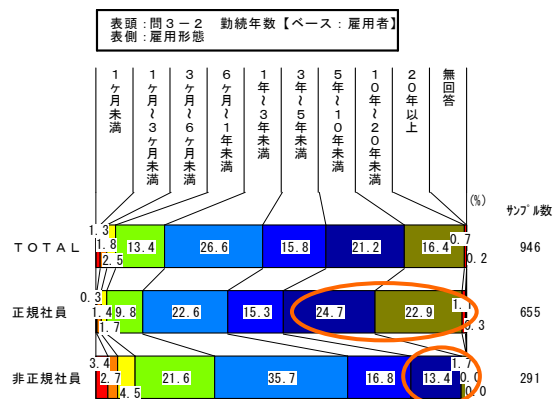 表頭：問３－２　勤続年数【ベース：雇用者】
表側：雇用形態
１ヶ月未満
１ヶ月～３ヶ月未満
３ヶ月～６ヶ月未満
６ヶ月～１年未満
１年～３年未満
３年～５年未満
５年～１０年未満
１０年～２０年未満
２０年以上
無回答
(%)
ｻﾝﾌﾟﾙ数
ＴＯＴＡＬ
1.3
1.8
2.5
13.4
26.6
15.8
21.2
16.4
0.7
0.2
946
正規社員
0.3
1.4
1.7
9.8
22.6
15.3
24.7
22.9
1.1
0.3
655
非正規社員
3.4
2.7
4.5
21.6
35.7
16.8
13.4
1.7
0.0
0.0
291